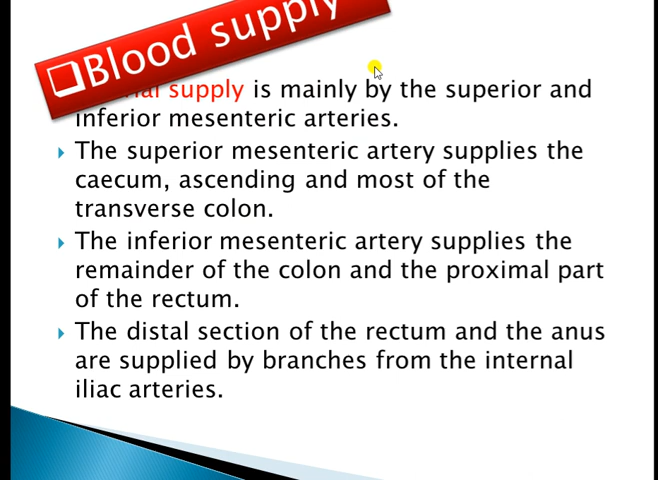 ❑Blood supply
supply is mainly by the superior and
inferior mesenteric arteries.
The superior mesenteric artery supplies the
caecum, ascending and most of the
transverse colon.
The inferior mesenteric artery supplies the
remainder of the colon and the proximal part
of the rectum.
The distal section of the rectum and the anus
are supplied by branches from the internal
iliac arteries.